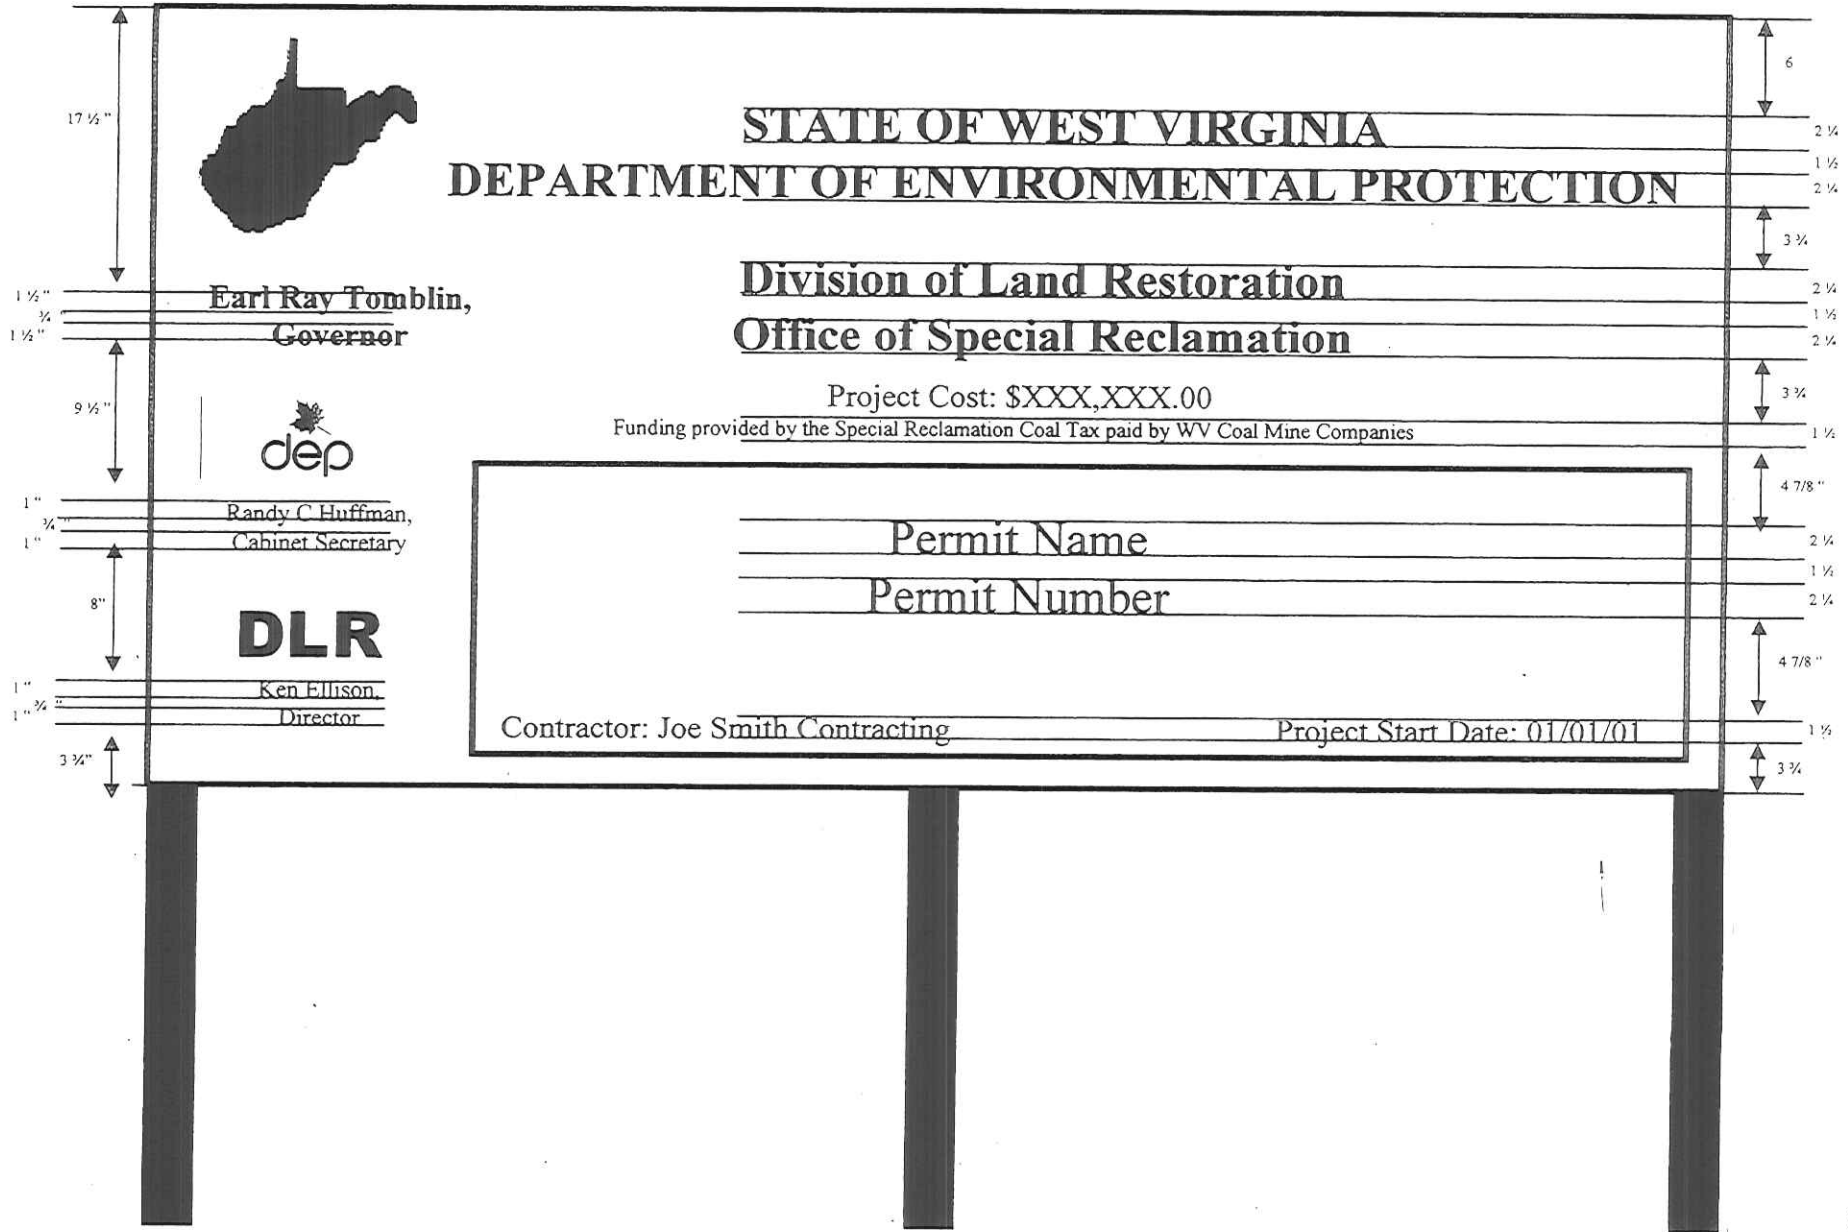 17 ½ "
1 ½ "
¾ "
1 ½ "
9 ½ "
1 "
¾ "
1 "
8"
1 "
¾ "
1 "
3 ¾"
Earl Ray Tomblin,
Governor
dep
Randy C Huffman,
Cabinet Secretary
DLR
Ken Ellison,
Director
STATE OF WEST VIRGINIA
DEPARTMENT OF ENVIRONMENTAL PROTECTION
Division of Land Restoration
Office of Special Reclamation
Project Cost: $XXX,XXX.00
Funding provided by the Special Reclamation Coal Tax paid by WV Coal Mine Companies
Permit Name
Permit Number
Contractor: Joe Smith Contracting Project Start Date: 01/01/01
6
2 ¼
1 ½
2 ¼
3 ¾
2 ¼
1 ½
2 ¼
3 ¾
1 ½
4 7/8 "
2 ¼
1 ½
2 ¼
4 7/8 "
1 ½
3 ¾